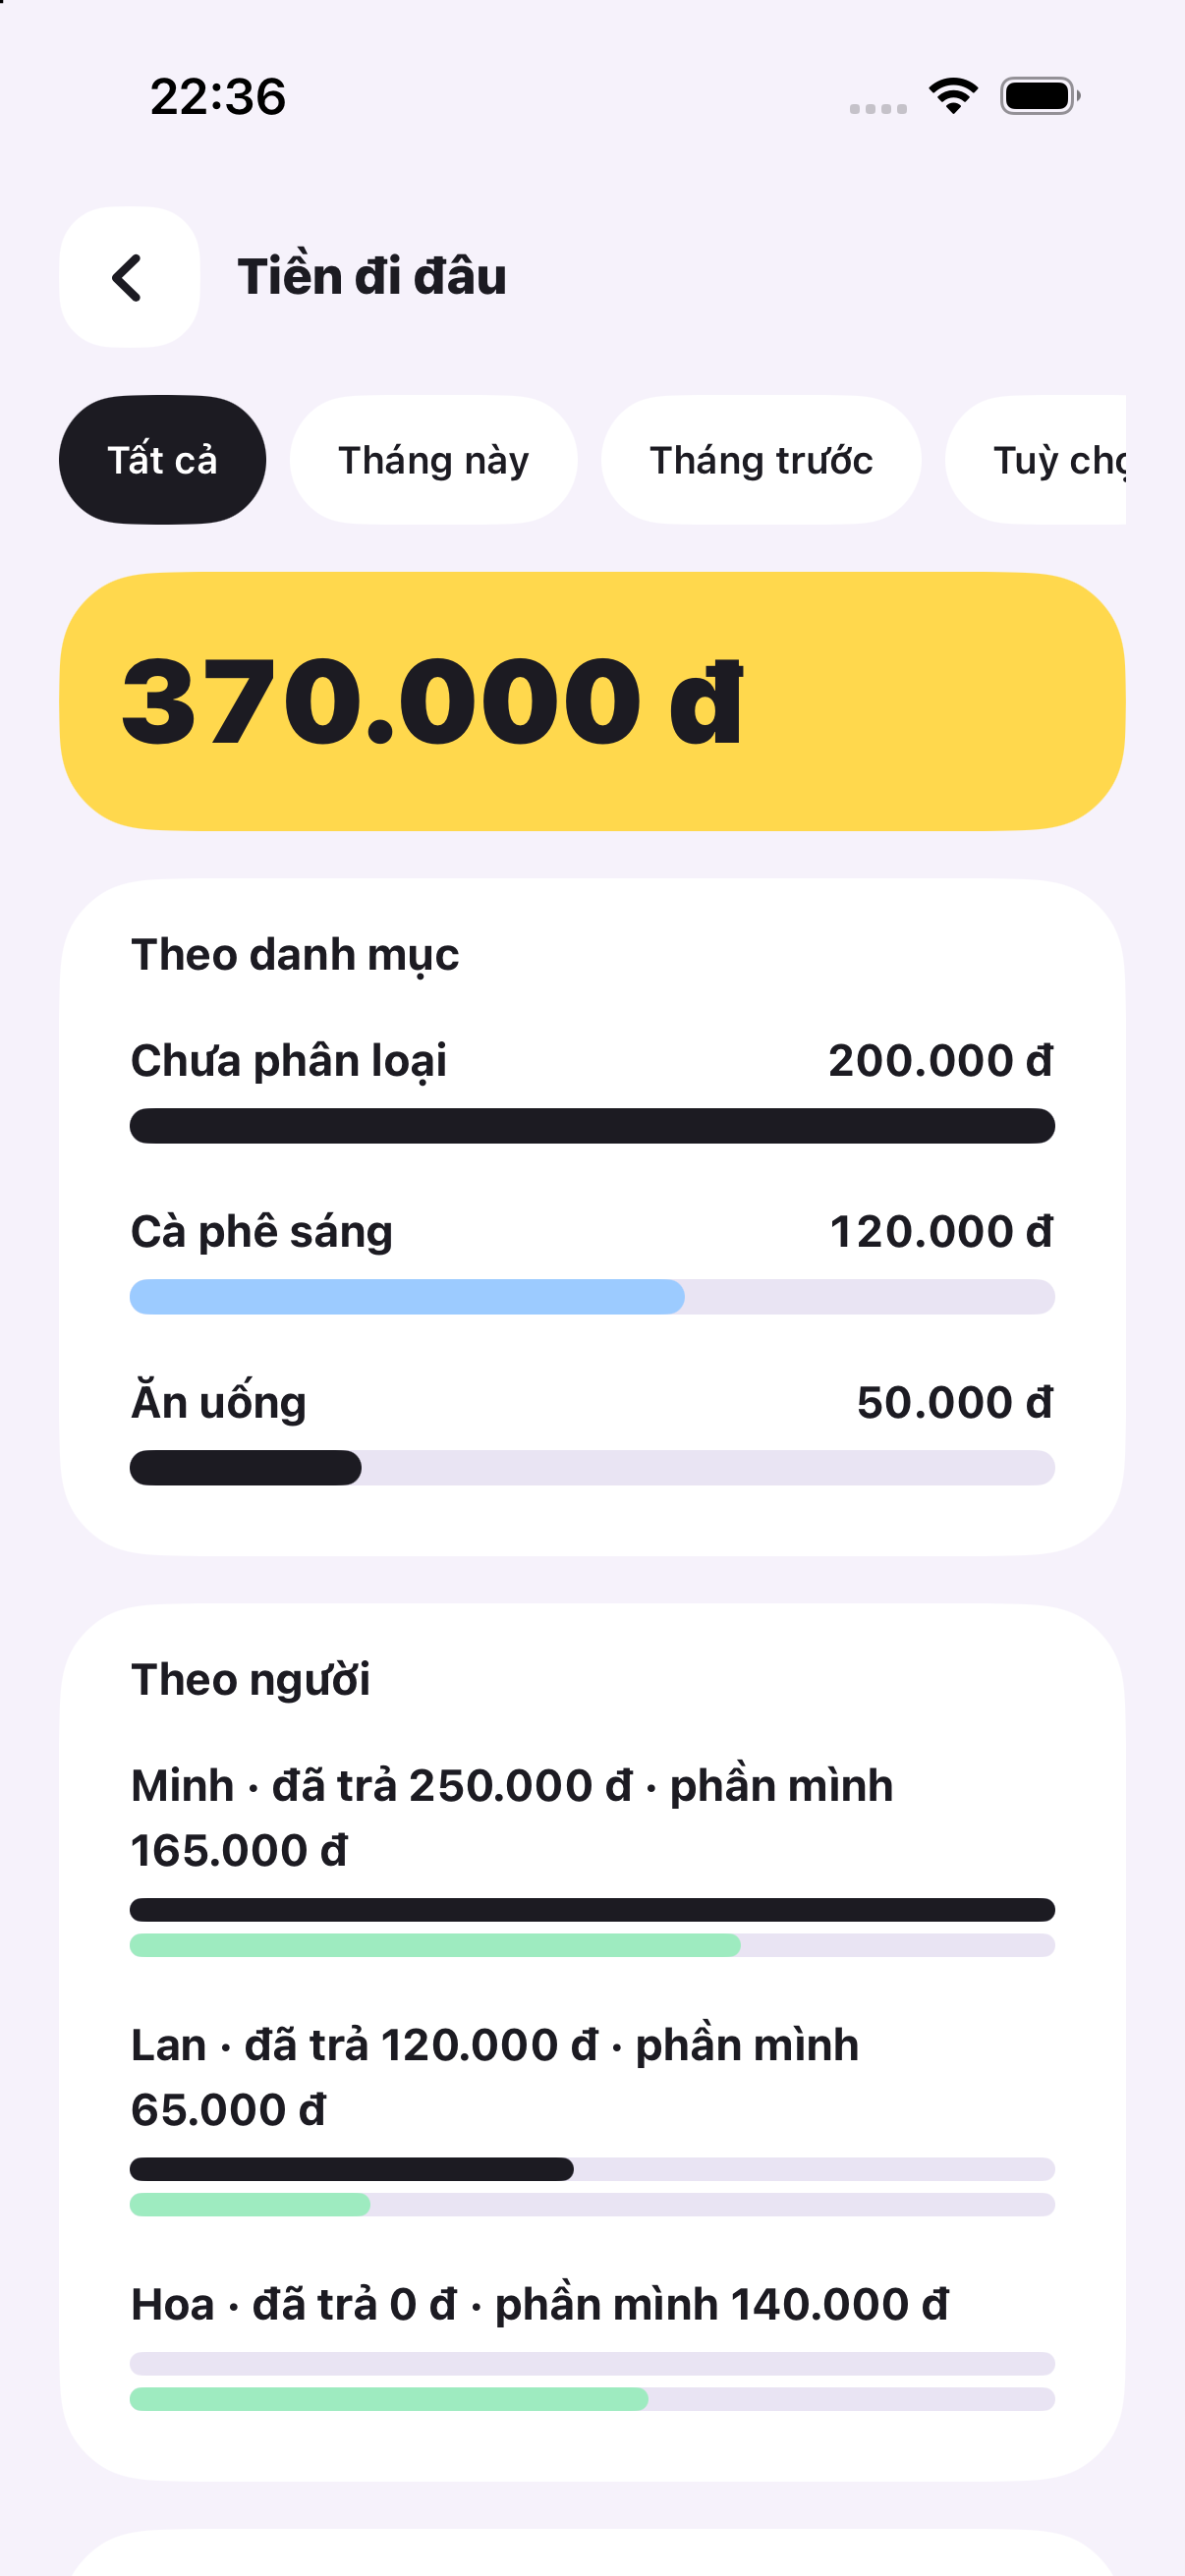 22:36
Tiền đi đâu
Tất cả
Tháng này
Tháng trước
Tuỳ
370.000 đ
Theo danh mục
Chưa phân loại 200.000 đ
Cà phê sáng 120.000 đ
Ăn uống 50.000 đ
Theo người
Minh · đã trả 250.000 đ · phần mình
165.000 đ
Lan · đã trả 120.000 đ · phần mình
65.000 đ
Hoa · đã trả 0 đ · phần mình 140.000 đ